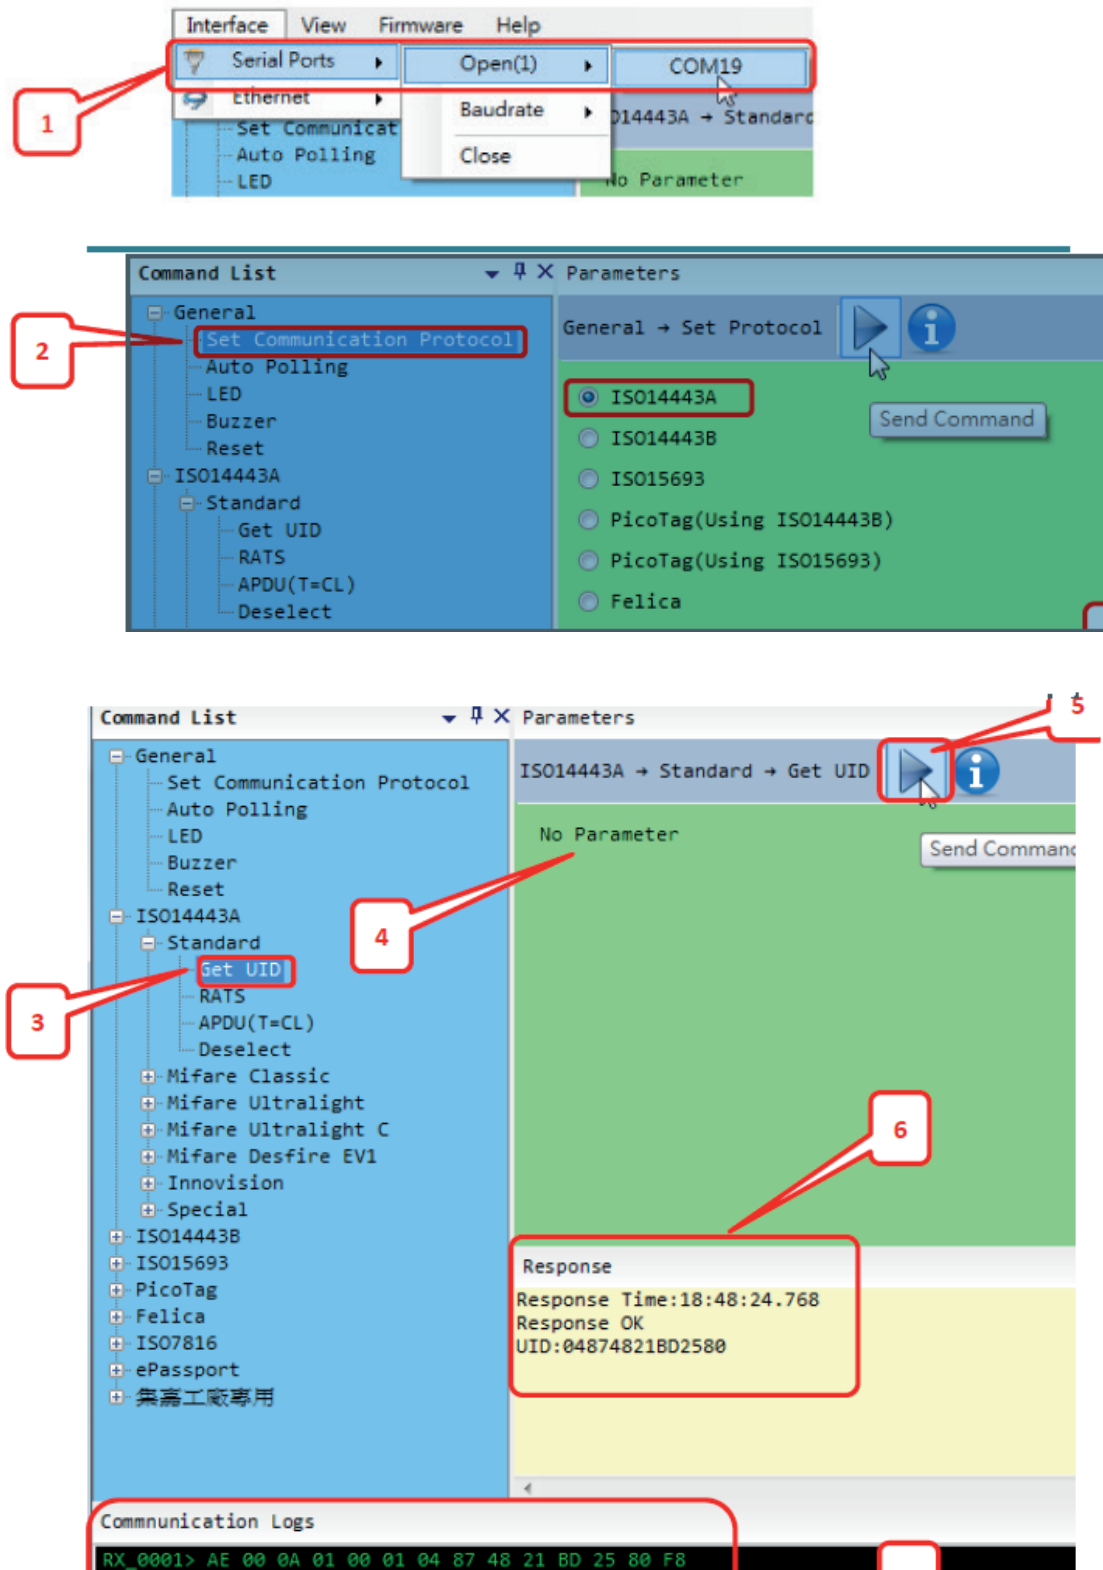 Interface View Firmware Help
Serial Ports Open(1) COM19
1
Ethernet Baudrate
Set Communicat
14443A → Standard
Auto Polling Close
LED
No Parameter
Command List
Parameters
General
General → Set Protocol
2
Set Communication Protocol
Auto Polling
LED
Buzzer
Reset
ISO14443A
Standard
Get UID
RATS
APDU(T=CL)
Deselect
ISO14443A
Send Command
ISO14443B
ISO15693
PicoTag(Using ISO14443B)
PicoTag(Using ISO15693)
Felica
Command List
Parameters
5
General
Set Communication Protocol
Auto Polling
LED
Buzzer
Reset
ISO14443A
Standard
Get UID
3
RATS
APDU(T=CL)
Deselect
Mifare Classic
Mifare Ultralight
Mifare Ultralight C
Mifare Desfire EV1
Innovision
Special
ISO14443B
ISO15693
PicoTag
Felica
ISO7816
ePassport
集嘉工廠專用
ISO14443A → Standard → Get UID
No Parameter
Send Command
4
6
Response
Response Time:18:48:24.768
Response OK
UID:04874821BD2580
Commnunication Logs
RX_0001> AE 00 0A 01 00 01 04 87 48 21 BD 25 80 F8